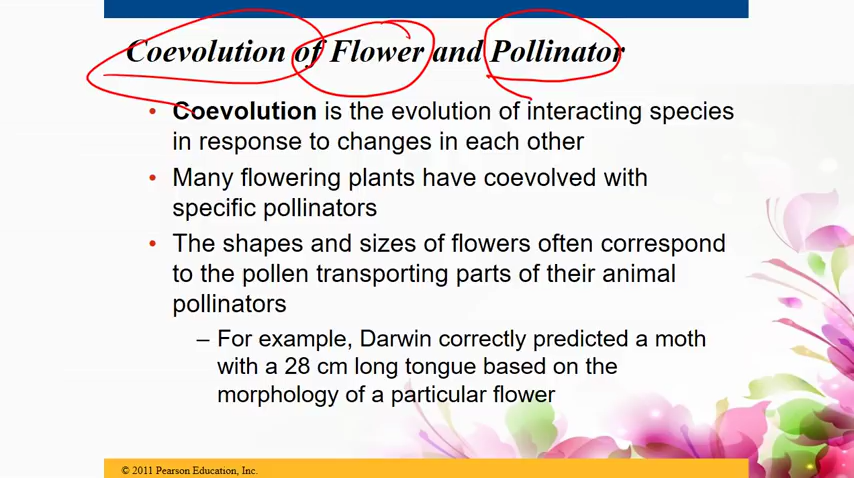 Coevolution of Flower and Pollinator
• Coevolution is the evolution of interacting species
in response to changes in each other
• Many flowering plants have coevolved with
specific pollinators
• The shapes and sizes of flowers often correspond
to the pollen transporting parts of their animal
pollinators
– For example, Darwin correctly predicted a moth
with a 28 cm long tongue based on the
morphology of a particular flower
© 2011 Pearson Education, Inc.